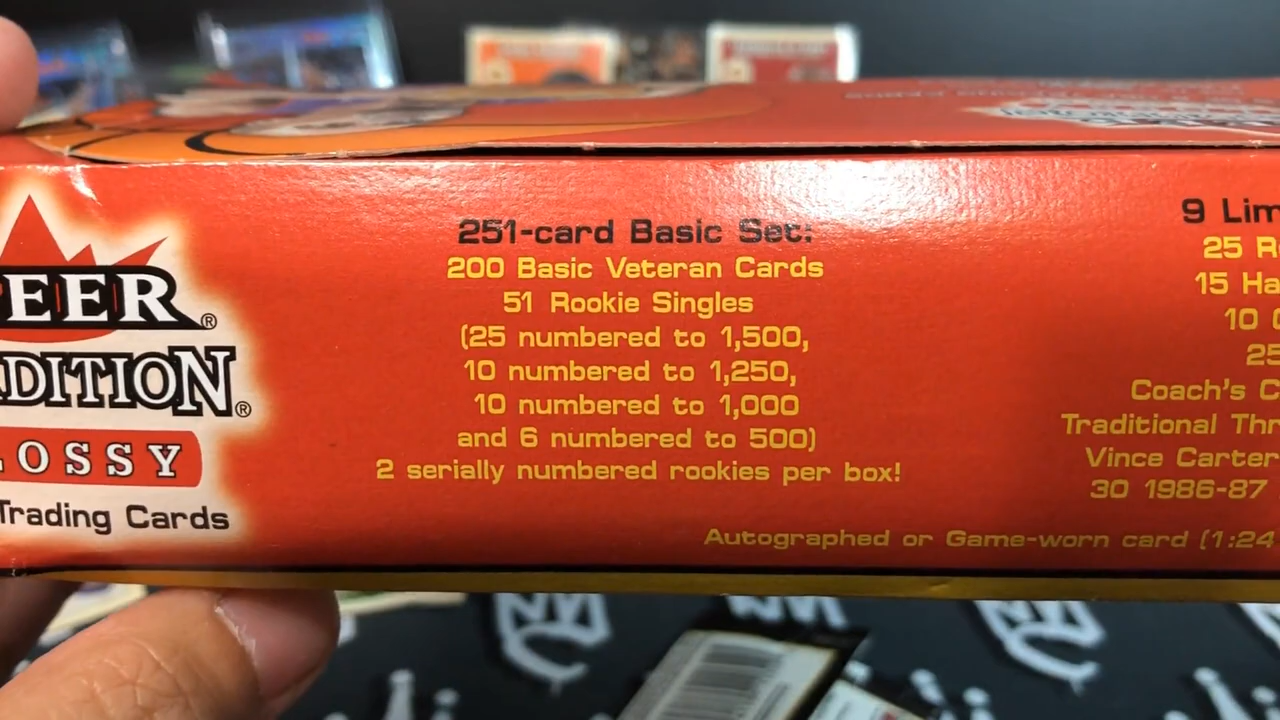 EER®
DITION®
LOSSY
Trading Cards
251-card Basic Set:
200 Basic Veteran Cards
51 Rookie Singles
(25 numbered to 1,500,
10 numbered to 1,250,
10 numbered to 1,000
and 6 numbered to 500)
2 serially numbered rookies per box!
9 Lim
25 R
15 Ha
10
25
Coach's C
Traditional Thr
Vince Carter
30 1986-87
Autographed or Game-worn card (1:24